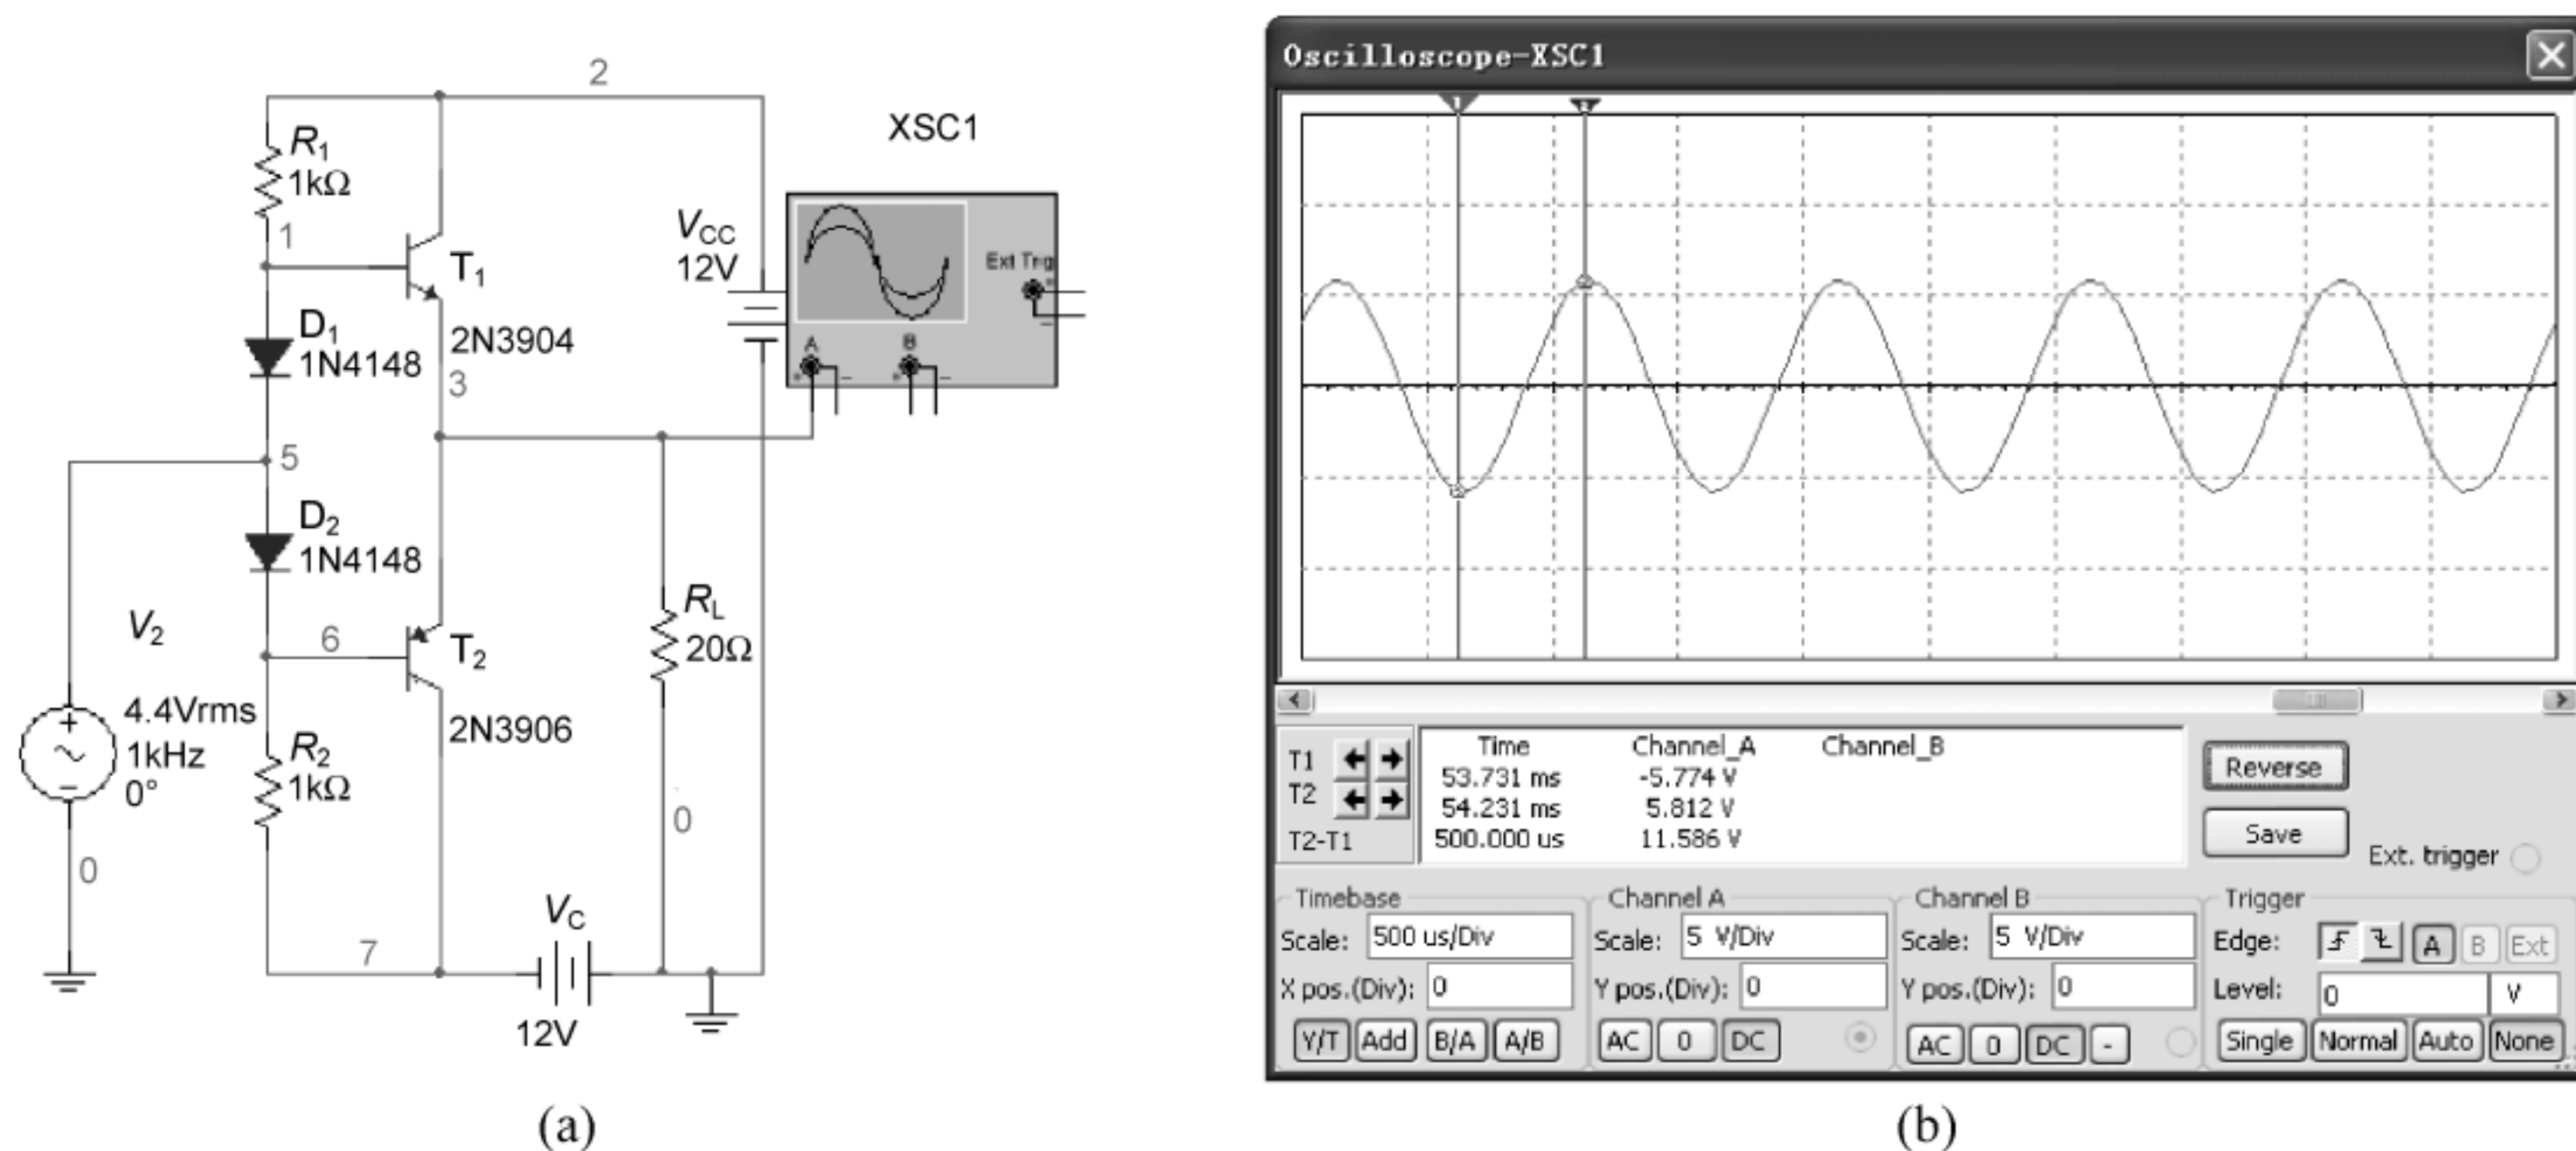 2
XSC1
R1
1kΩ
1
T1
VCC
12V
Ext Trig
A
B
D1
1N4148
2N3904
3
5
D2
1N4148
V2
6
T2
RL
20Ω
4.4Vrms
1kHz
0°
R2
1kΩ
2N3906
0
0
7
VC
12V
(a)
Oscilloscope-XSC1
1
2
Time Channel_A Channel_B
T1 53.731 ms -5.774 V
T2 54.231 ms 5.812 V
T2-T1 500.000 us 11.586 V
Reverse
Save
Ext. trigger
Timebase
Scale: 500 us/Div
X pos.(Div): 0
Y/T Add B/A A/B
Channel A
Scale: 5 V/Div
Y pos.(Div): 0
AC 0 DC
Channel B
Scale: 5 V/Div
Y pos.(Div): 0
AC 0 DC -
Trigger
Edge: A B Ext
Level: 0 V
Single Normal Auto None
(b)